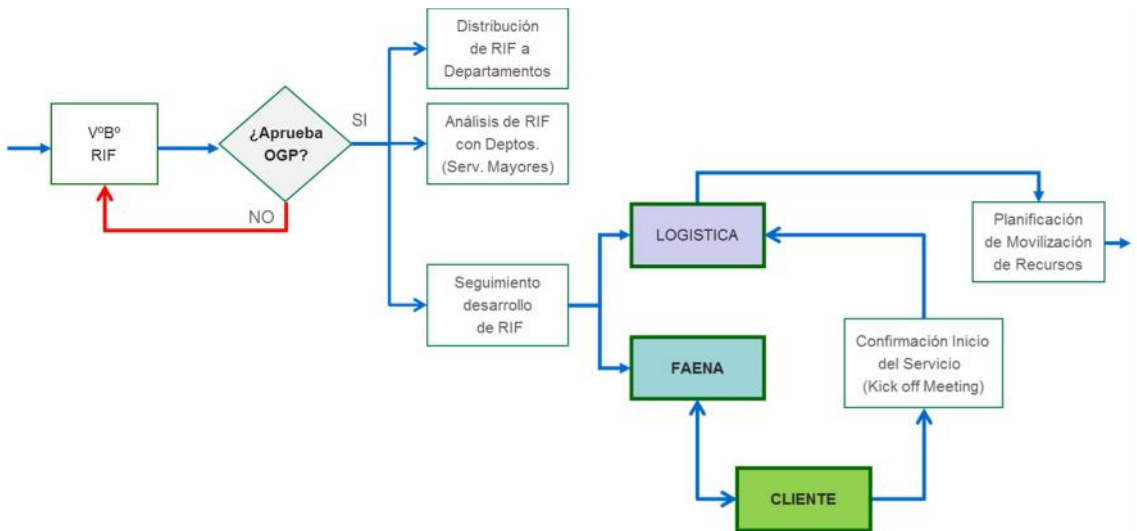 VºBº
RIF
¿Aprueba
OGP?
SI
NO
Distribución
de RIF a
Departamentos
Análisis de RIF
con Deptos.
(Serv. Mayores)
Seguimiento
desarrollo
de RIF
LOGISTICA
FAENA
CLIENTE
Confirmación Inicio
del Servicio
(Kick off Meeting)
Planificación
de Movilización
de Recursos